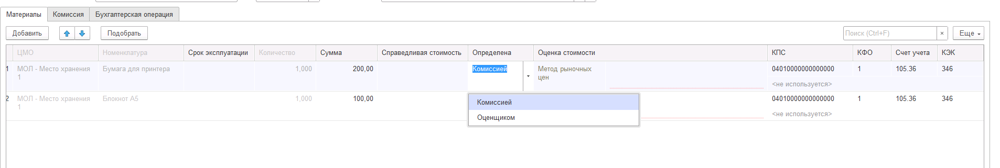 Материалы Комиссия Бухгалтерская операция
Добавить Подобрать Поиск (Ctrl+F) × Еще
ЦМО Номенклатура Срок эксплуатации Количество Сумма Справедливая стоимость Определена Оценка стоимости КПС КФО Счет учета КЭК
1 МОЛ - Место хранения Бумага для принтера 1,000 200,00 Комиссией Метод рыночных 04010000000000000 1 105.36 346
1 цен
<не используется>
2 МОЛ - Место хранения Блокнот А5 1,000 100,00 04010000000000000 1 105.36 346
1
Комиссией
<не используется>
Оценщиком